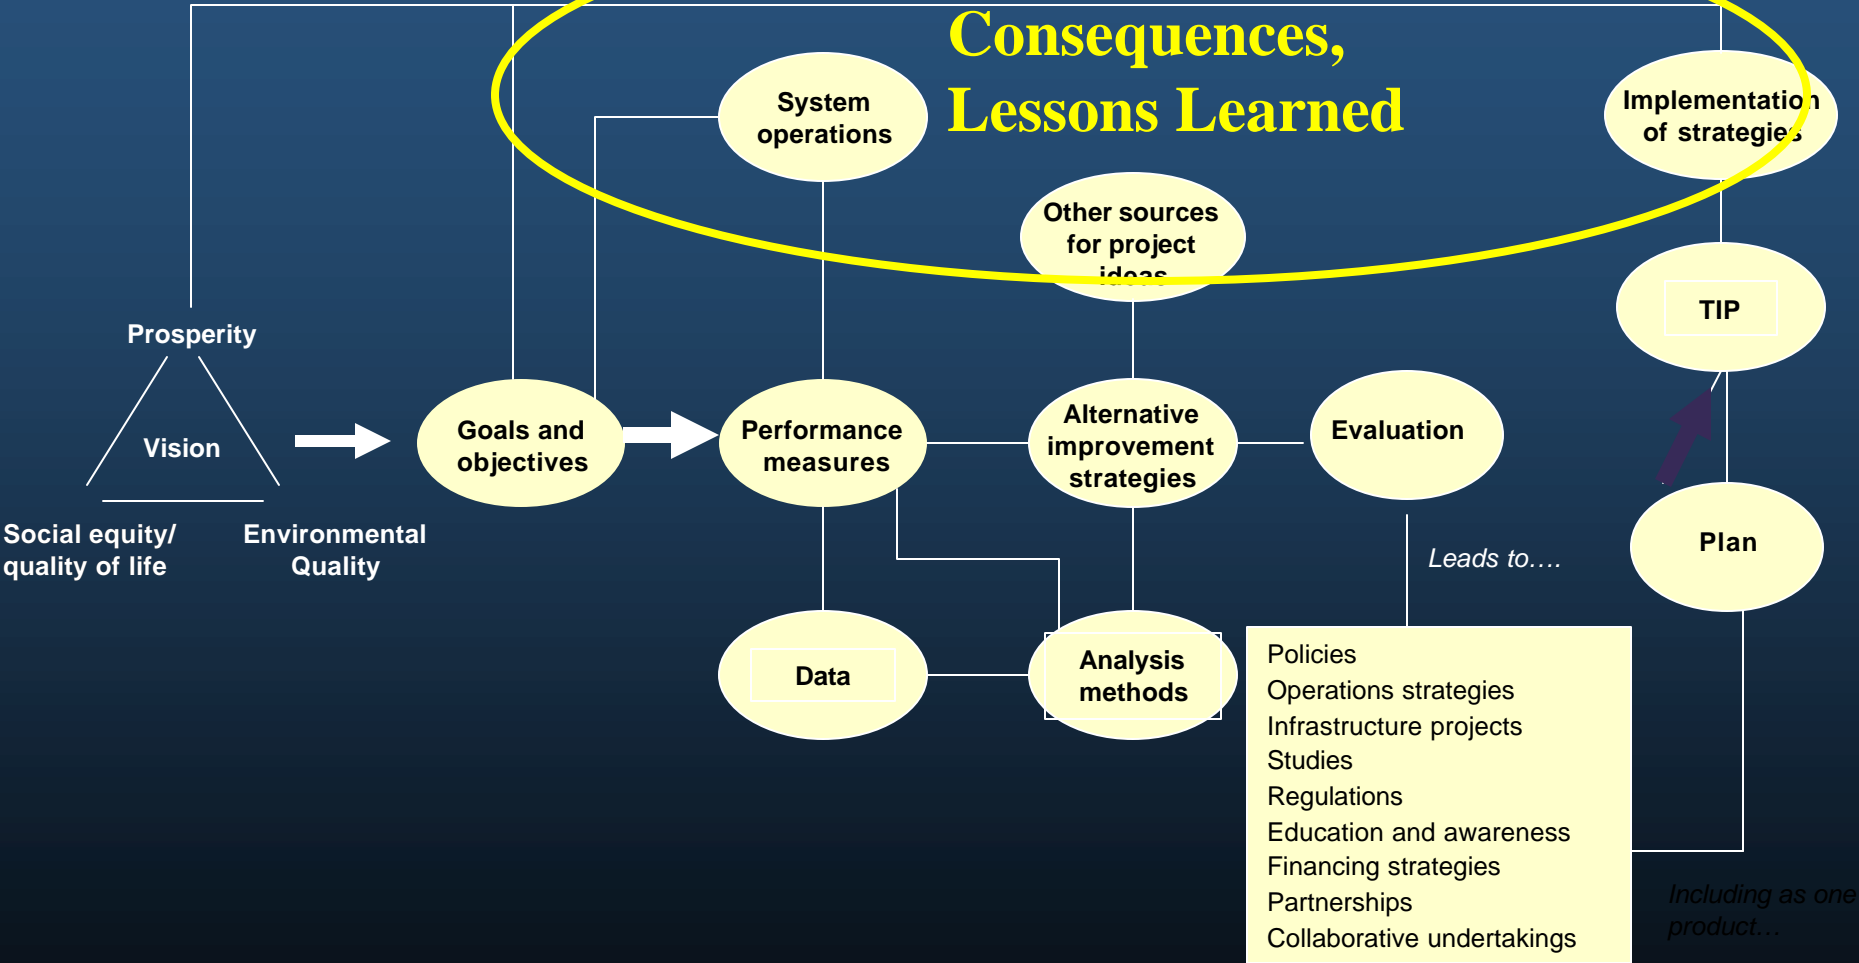 Consequences,
Lessons Learned
System
operations
Implementation
of strategies
Other sources
for project
ideas
TIP
Prosperity
Vision
Social equity/
quality of life
Environmental
Quality
Goals and
objectives
Performance
measures
Alternative
improvement
strategies
Evaluation
Plan
Leads to….
Data
Analysis
methods
Policies
Operations strategies
Infrastructure projects
Studies
Regulations
Education and awareness
Financing strategies
Partnerships
Collaborative undertakings
Including as one
product…